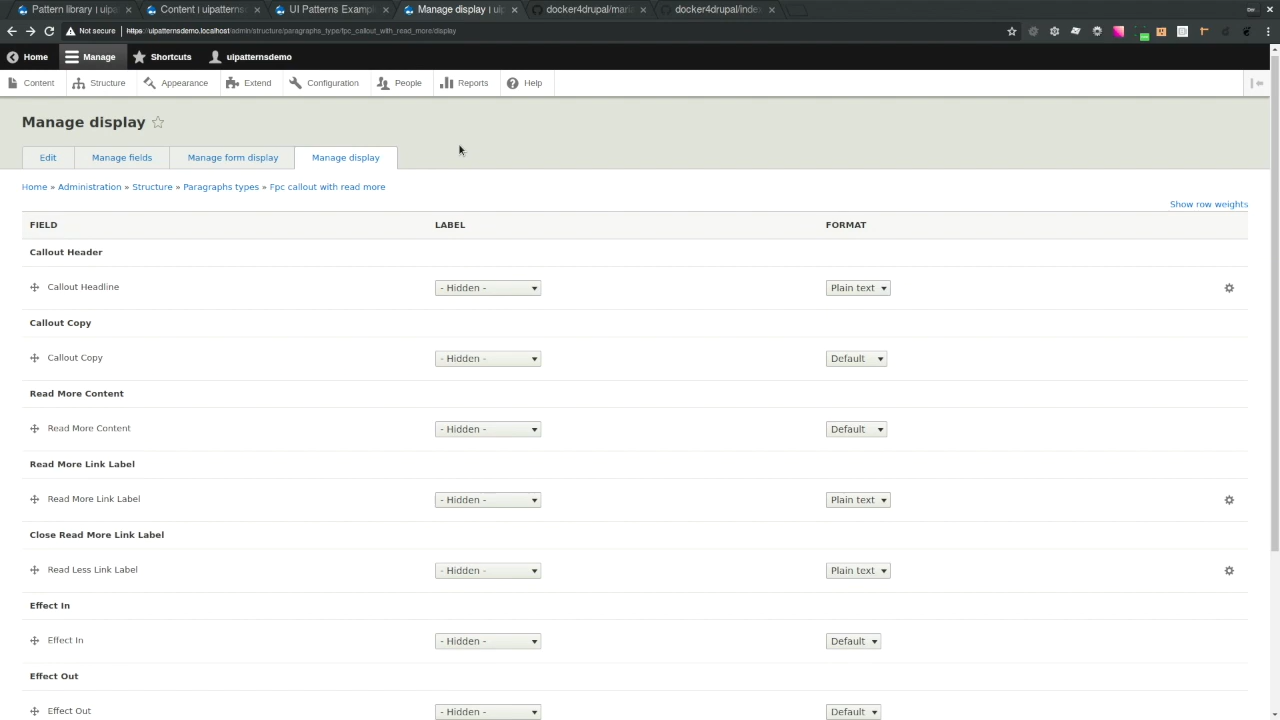 Pattern library | uipa
Content | uipatterns
UI Patterns Exampl
Manage display | uip
docker4drupal/mari
docker4drupal/inde
Not secure
https://uipatternsdemo.localhost/admin/structure/paragraphs_type/fpc_callout_with_read_more/display
Home
Manage
Shortcuts
uipatternsdemo
Content
Structure
Appearance
Extend
Configuration
People
Reports
Help
Manage display
Edit
Manage fields
Manage form display
Manage display
Home » Administration » Structure » Paragraphs types » Fpc callout with read more
Show row weights
FIELD LABEL FORMAT
Callout Header
Callout Headline - Hidden - Plain text
Callout Copy
Callout Copy - Hidden - Default
Read More Content
Read More Content - Hidden - Default
Read More Link Label
Read More Link Label - Hidden - Plain text
Close Read More Link Label
Read Less Link Label - Hidden - Plain text
Effect In
Effect In - Hidden - Default
Effect Out
Effect Out - Hidden - Default